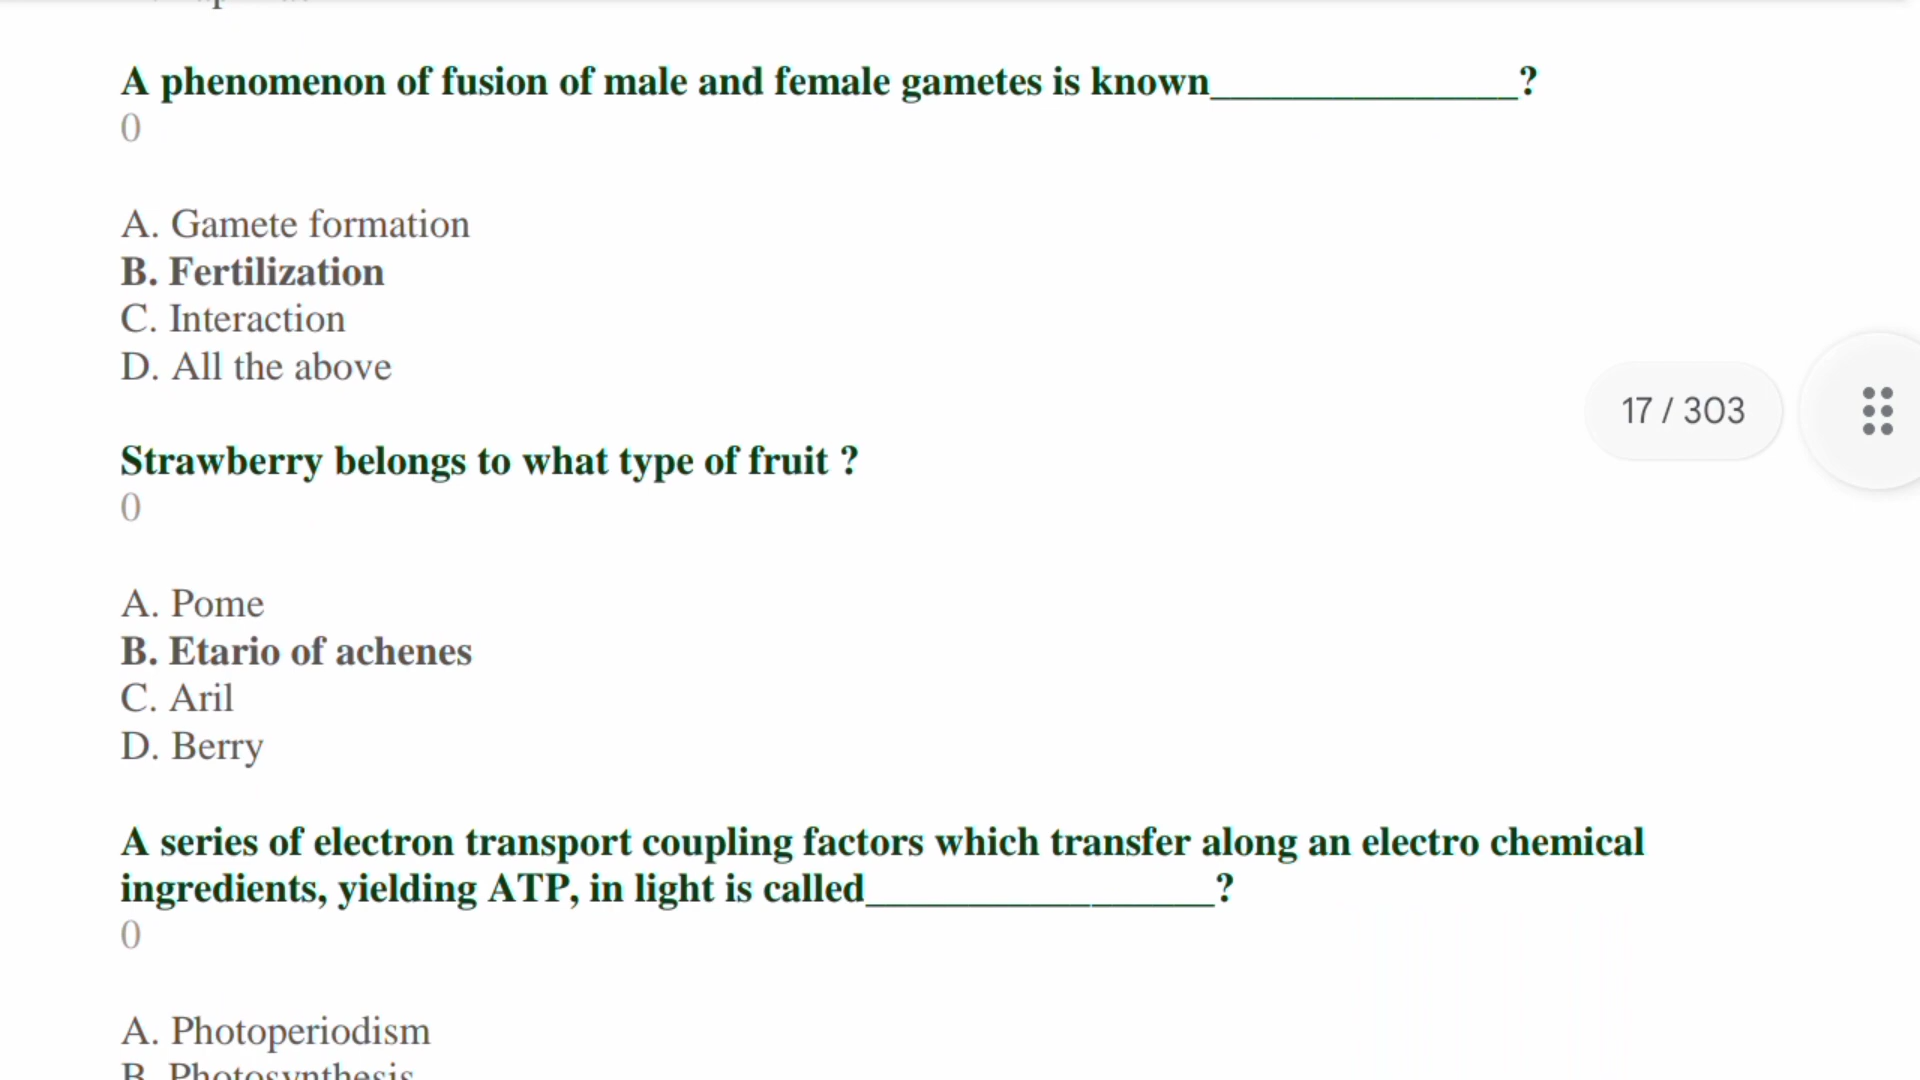 A phenomenon of fusion of male and female gametes is known_______________?
0
A. Gamete formation
B. Fertilization
C. Interaction
D. All the above
17 / 303
Strawberry belongs to what type of fruit ?
0
A. Pome
B. Etario of achenes
C. Aril
D. Berry
A series of electron transport coupling factors which transfer along an electro chemical
ingredients, yielding ATP, in light is called_________________?
0
A. Photoperiodism
B. Photosynthesis